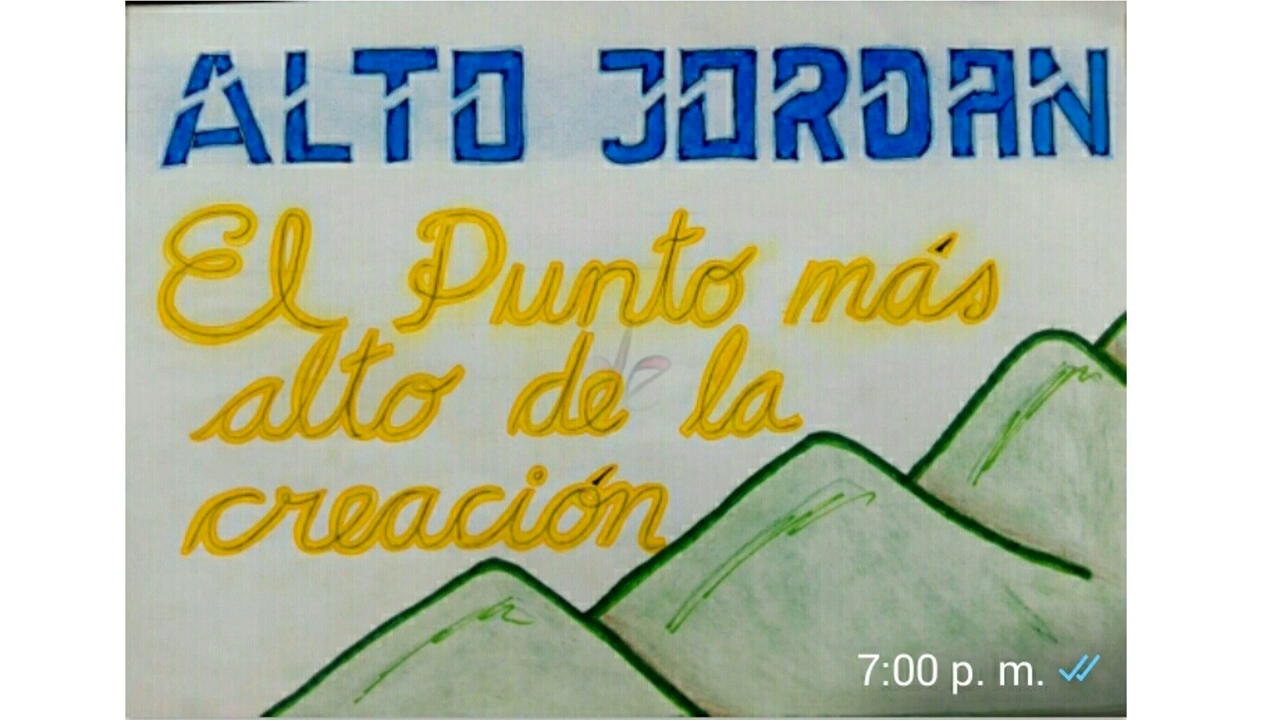 ALTO JORDAN
El Punto más
alto de la
creación
7:00 p. m.